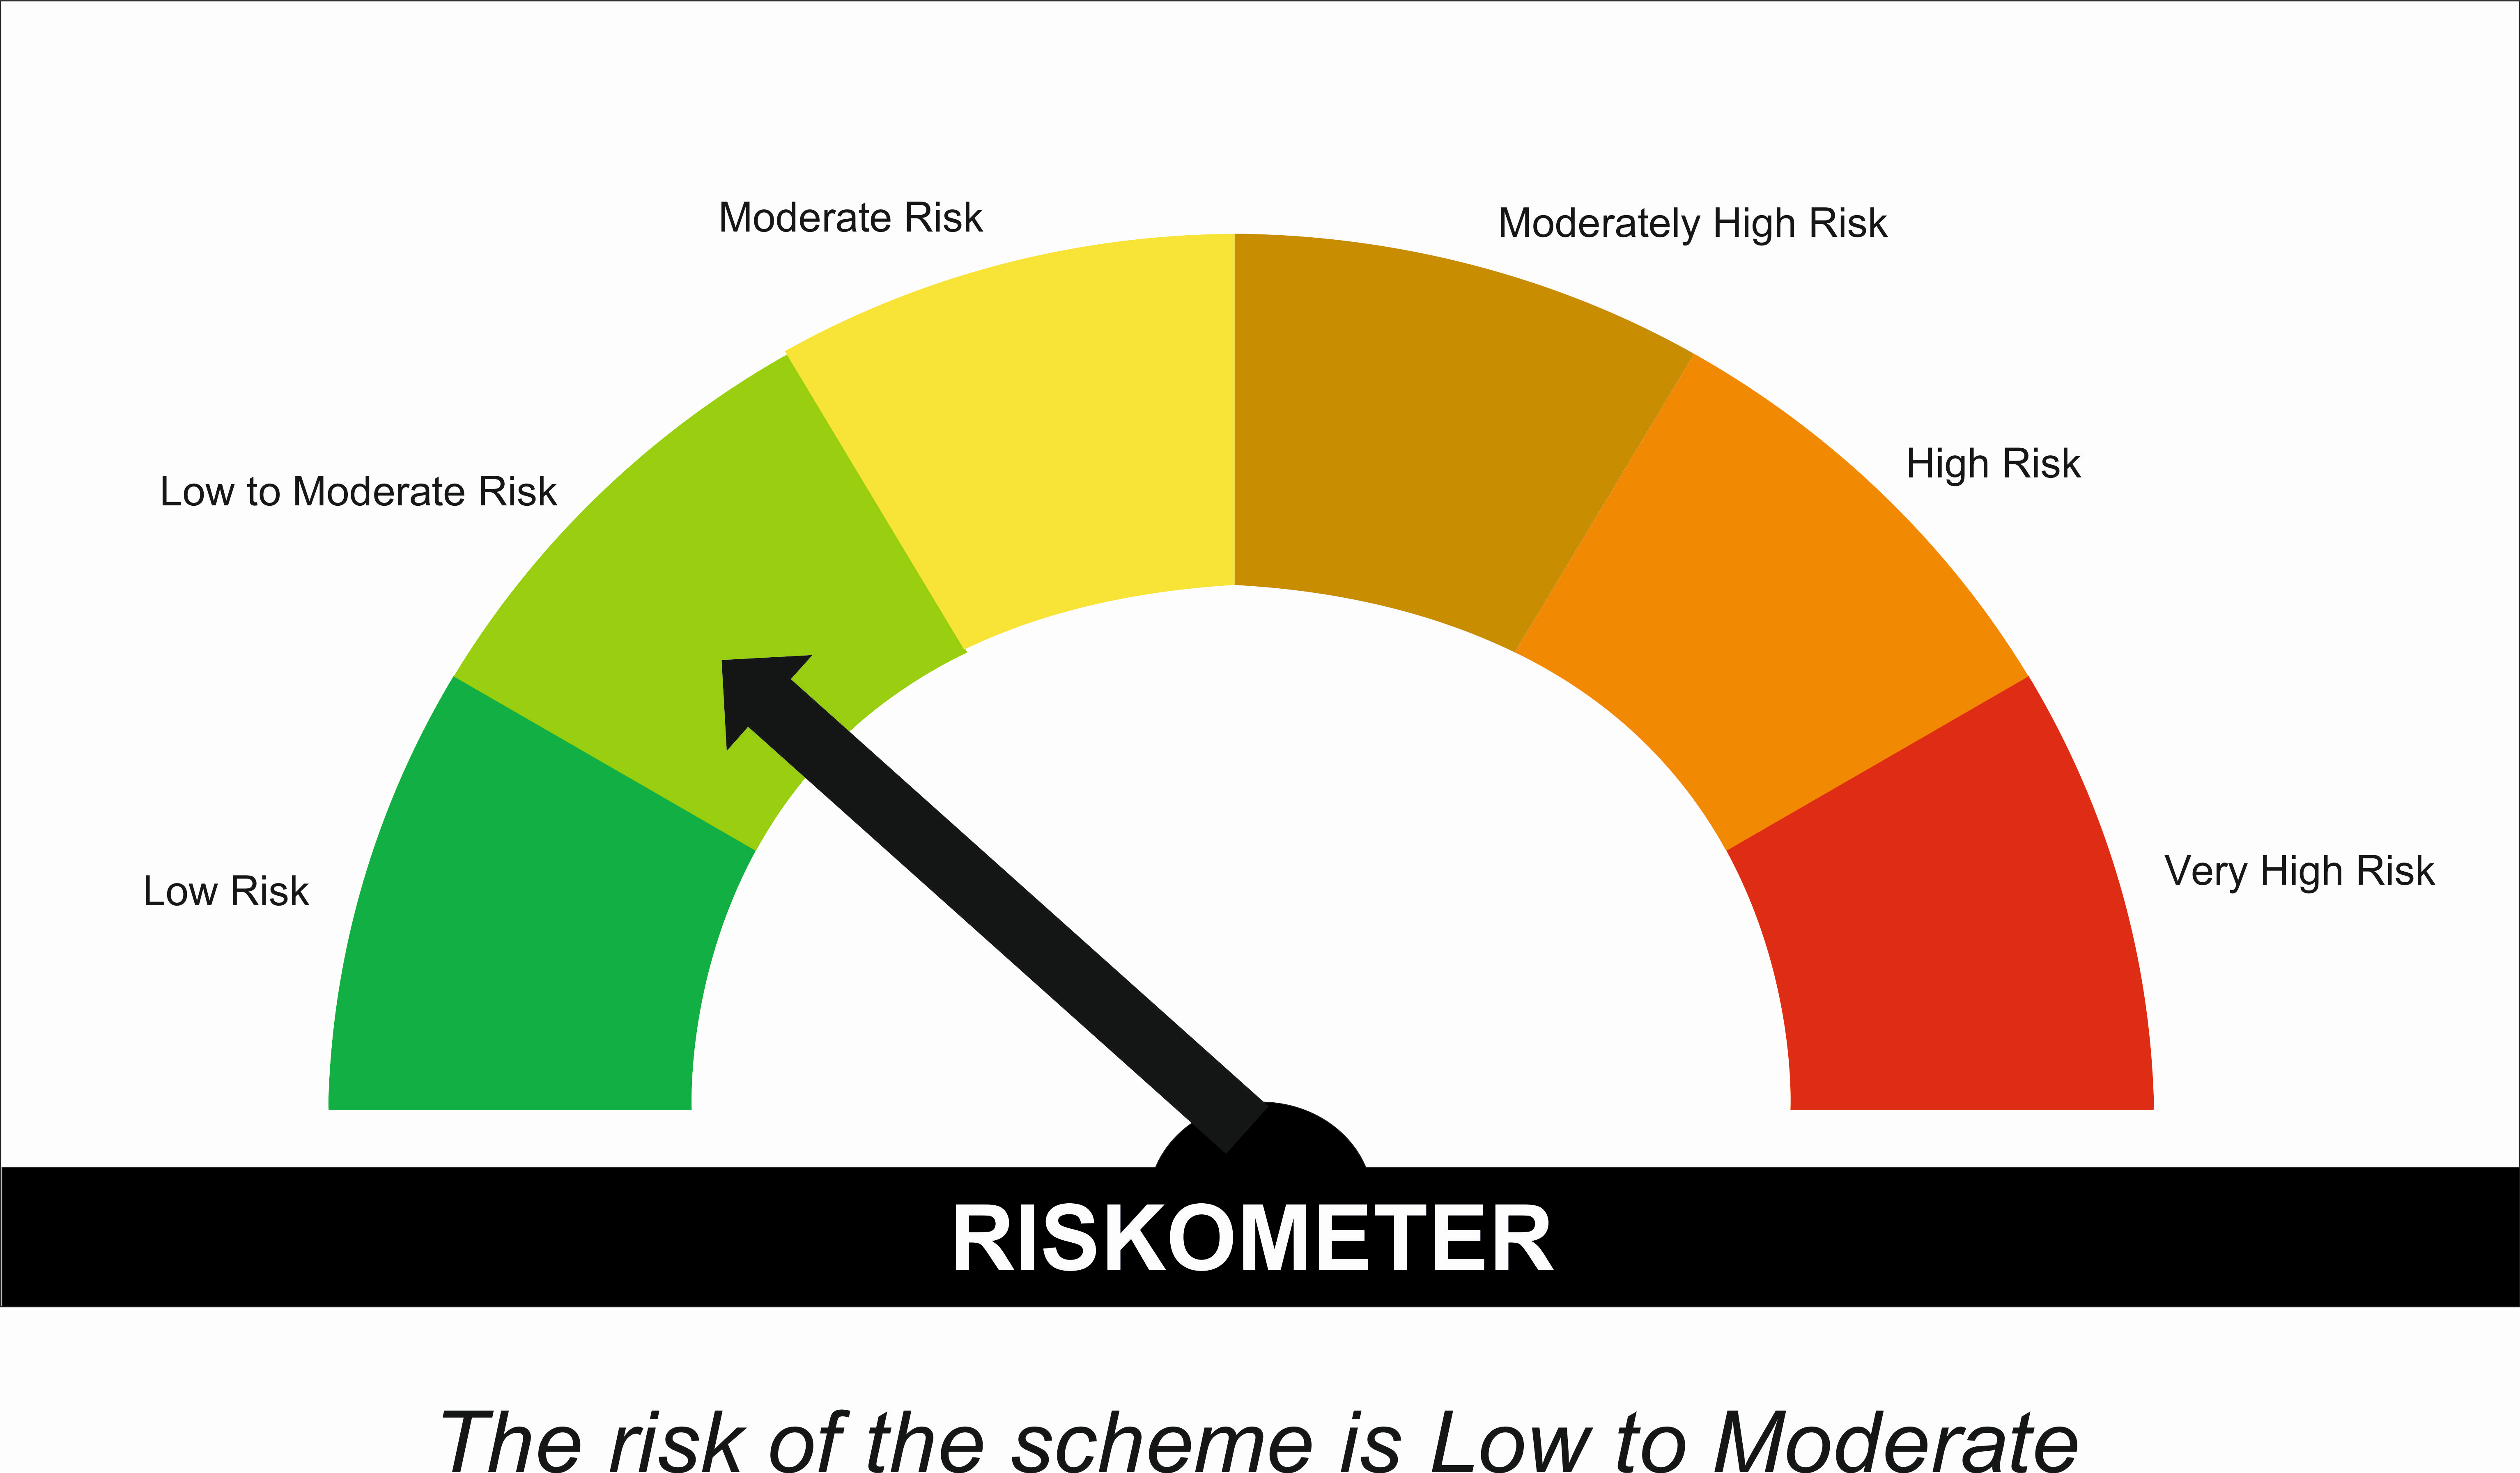 Moderate Risk
Moderately High Risk
Low to Moderate Risk
High Risk
Low Risk
Very High Risk
RISKOMETER
The risk of the scheme is Low to Moderate